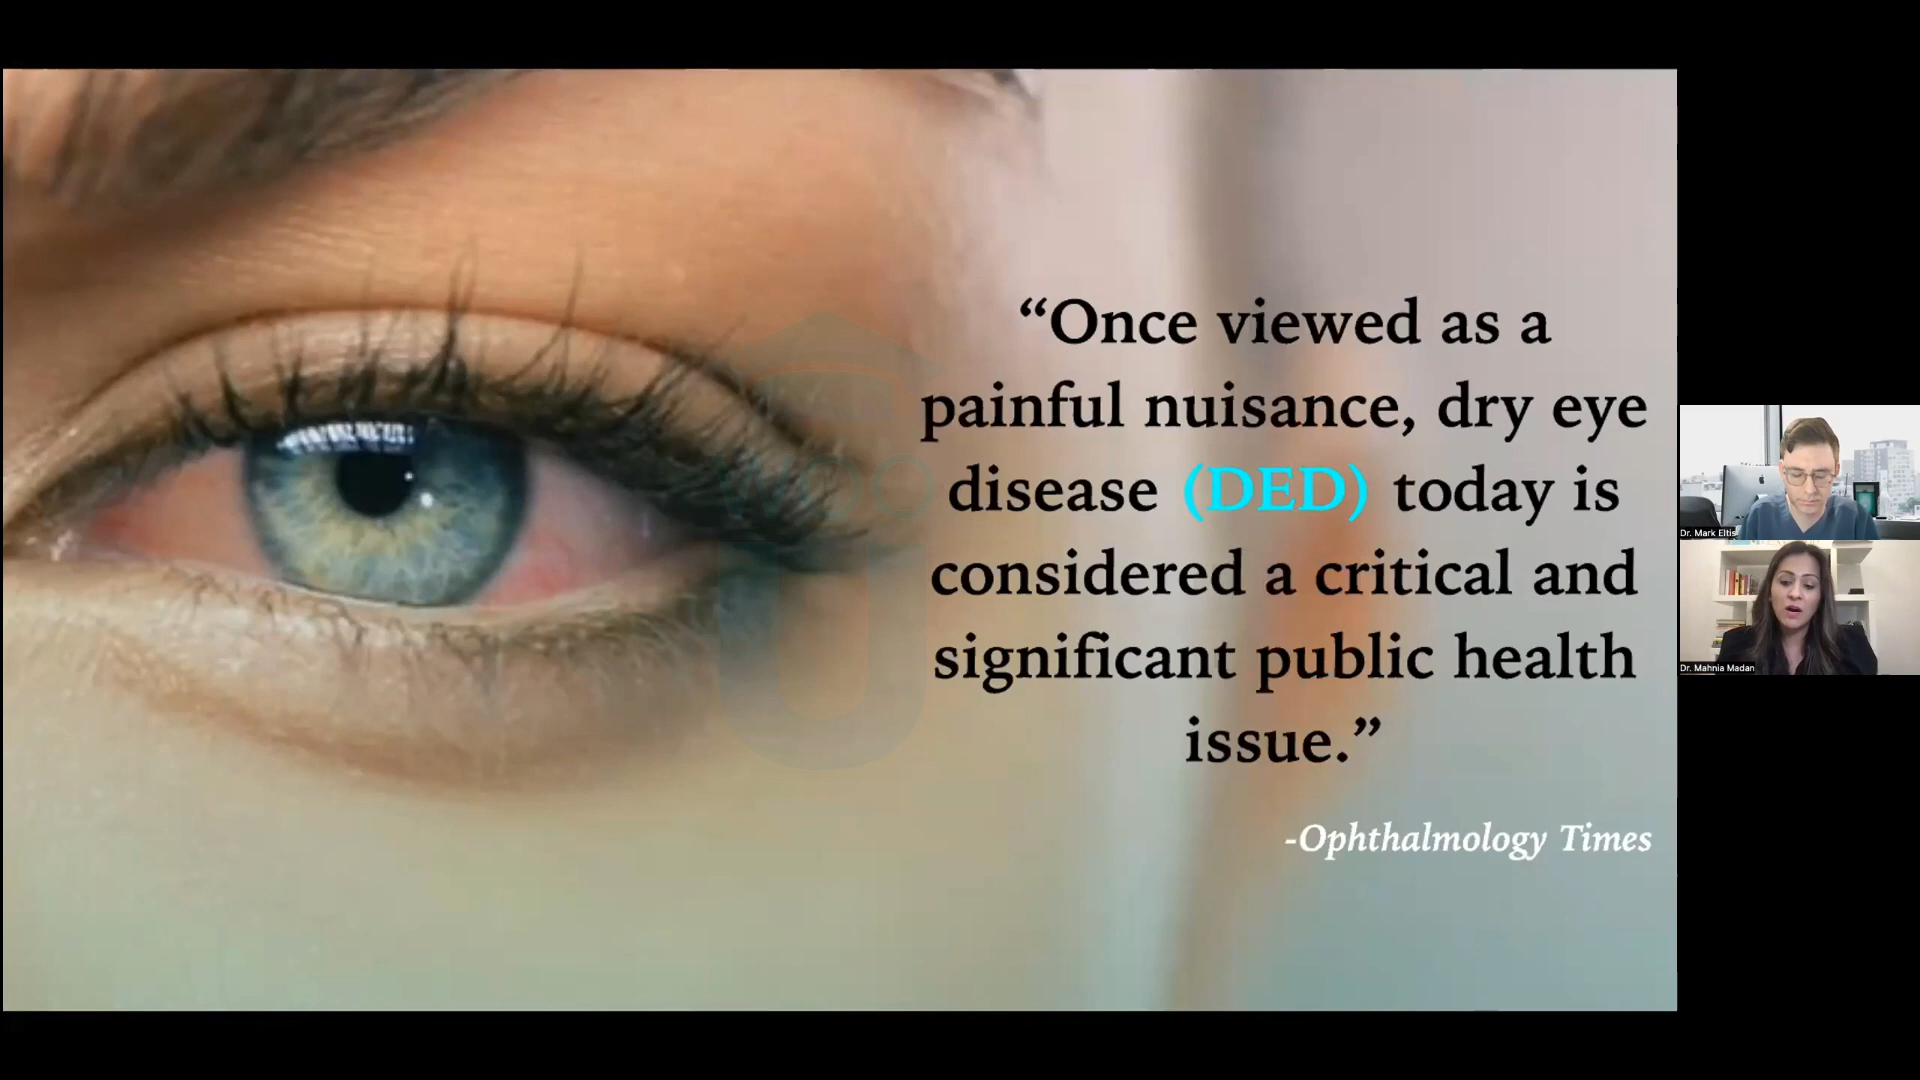 “Once viewed as a
painful nuisance, dry eye
disease (DED) today is
considered a critical and
significant public health
issue.”
-Ophthalmology Times
WOO
U
Dr. Mark Eltis
Dr. Mahnia Madan